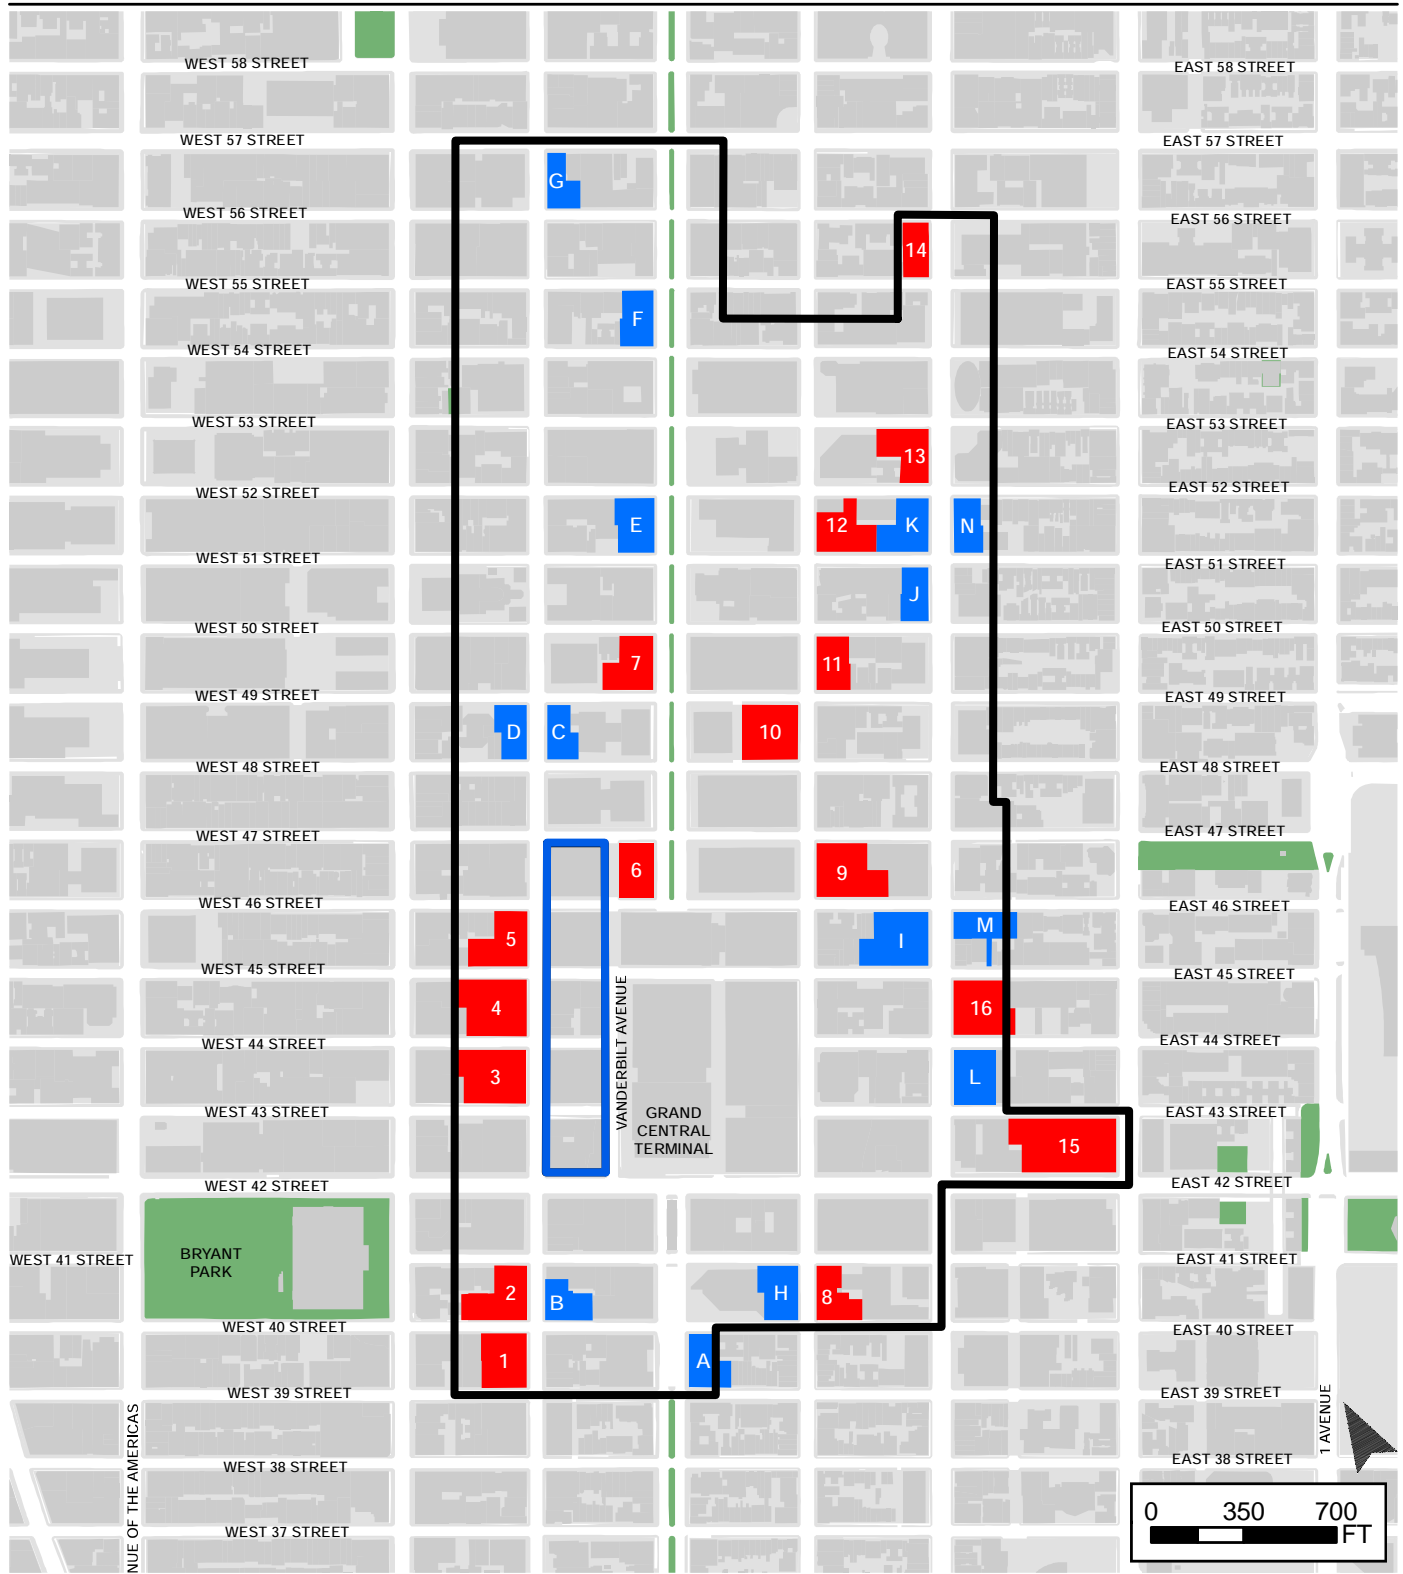 WEST 58 STREET
EAST 58 STREET
WEST 57 STREET
EAST 57 STREET
G
WEST 56 STREET
EAST 56 STREET
14
WEST 55 STREET
EAST 55 STREET
F
WEST 54 STREET
EAST 54 STREET
WEST 53 STREET
EAST 53 STREET
13
WEST 52 STREET
EAST 52 STREET
E
12
K
N
WEST 51 STREET
EAST 51 STREET
J
WEST 50 STREET
EAST 50 STREET
7
11
WEST 49 STREET
EAST 49 STREET
D
C
10
WEST 48 STREET
EAST 48 STREET
WEST 47 STREET
EAST 47 STREET
6
9
WEST 46 STREET
EAST 46 STREET
5
I
M
WEST 45 STREET
EAST 45 STREET
4
VANDERBILT AVENUE
16
WEST 44 STREET
EAST 44 STREET
3
L
WEST 43 STREET
EAST 43 STREET
GRAND
CENTRAL
TERMINAL
15
WEST 42 STREET
EAST 42 STREET
WEST 41 STREET
BRYANT
PARK
EAST 41 STREET
2
B
H
8
WEST 40 STREET
EAST 40 STREET
1
A
WEST 39 STREET
EAST 39 STREET
NUE OF THE AMERICAS
1 AVENUE
WEST 38 STREET
EAST 38 STREET
WEST 37 STREET
0 350 700
FT